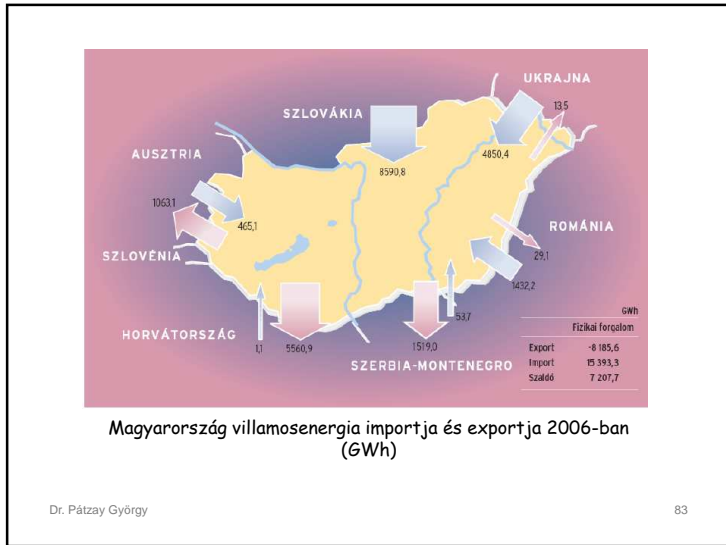 UKRAJNA
13,5
SZLOVÁKIA
4850,4
8590,8
AUSZTRIA
1063,1
465,1
ROMÁNIA
29,1
SZLOVÉNIA
1432,2
HORVÁTORSZÁG
1,1
5560,9
1519,0
53,7
SZERBIA-MONTENEGRO
GWh
Fizikai forgalom
Export -8 185,6
Import 15 393,3
Szaldó 7 207,7
Magyarország villamosenergia importja és exportja 2006-ban
(GWh)
Dr. Pátzay György 83